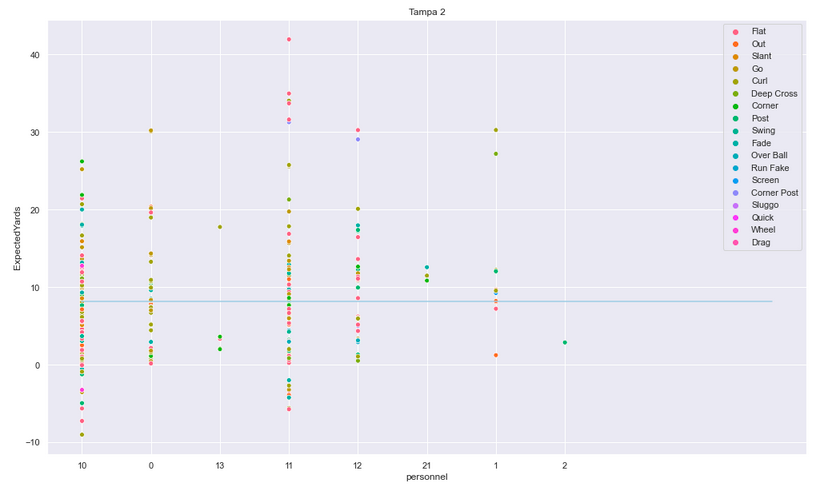 Tampa 2
40
30
20
10
0
−10
ExpectedYards
10 0 13 11 12 21 1 2
personnel
Flat
Out
Slant
Go
Curl
Deep Cross
Corner
Post
Swing
Fade
Over Ball
Run Fake
Screen
Corner Post
Sluggo
Quick
Wheel
Drag